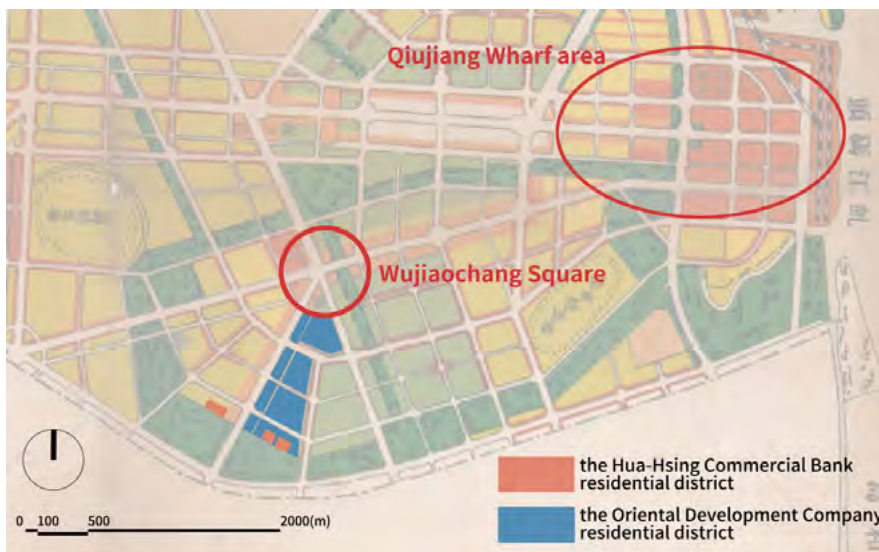 Qiujiang Wharf area
Wujiaochang Square
the Hua-Hsing Commercial Bank
residential district
the Oriental Development Company
residential district
0 100 500 2000(m)